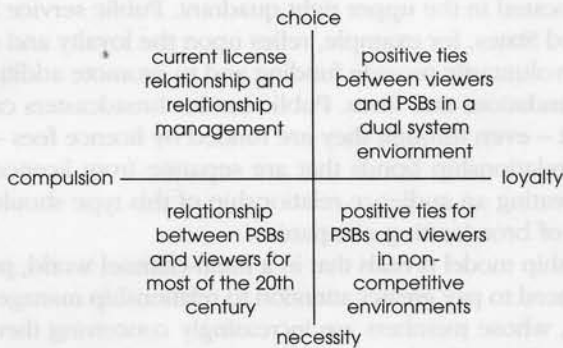 choice
current license
relationship and
relationship
management
positive ties
between viewers
and PSBs in a
dual system
enviornment
compulsion
loyalty
relationship
between PSBs
and viewers for
most of the 20th
century
positive ties for
PSBs and viewers
in non-
competitive
environments
necessity